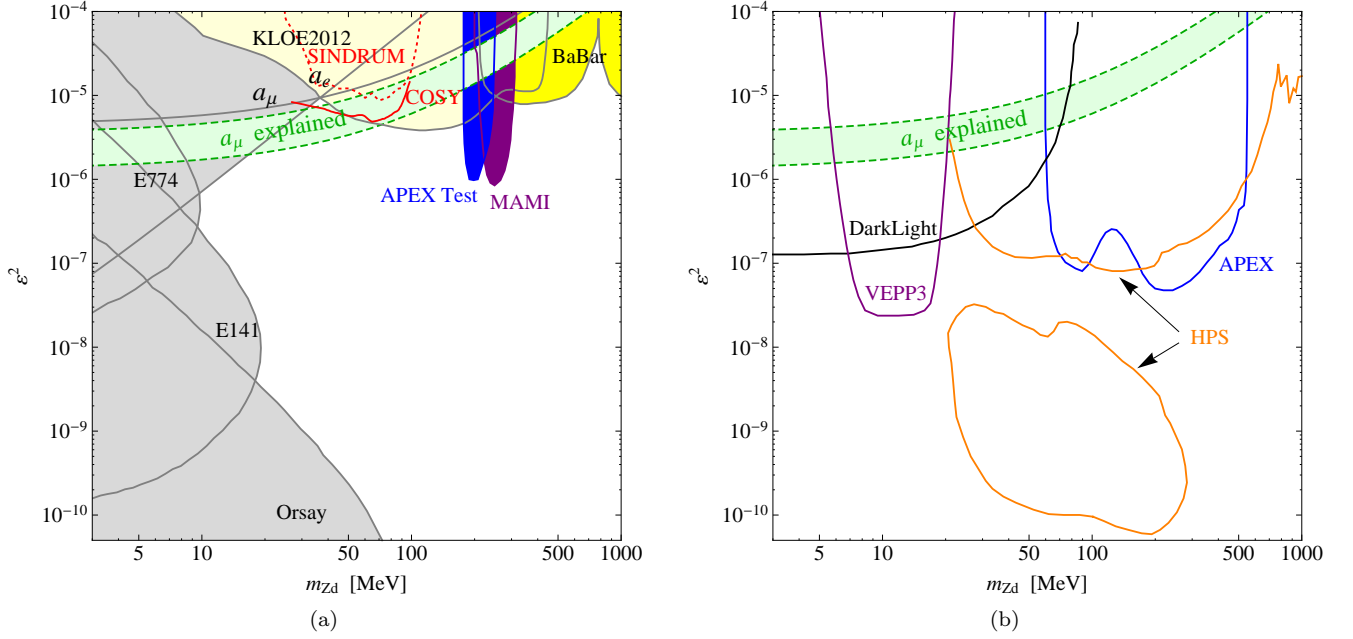 10⁻⁴
KLOE2012
SINDRUM
BaBar
a_e
a_μ
COSY
10⁻⁵
a_μ explained
E774
10⁻⁶
APEX Test
MAMI
ε²
10⁻⁷
E141
10⁻⁸
10⁻⁹
Orsay
10⁻¹⁰
5 10 50 100 500 1000
m_Zd [MeV]
(a)
10⁻⁴
10⁻⁵
a_μ explained
10⁻⁶
DarkLight
ε²
10⁻⁷
APEX
VEPP3
HPS
10⁻⁸
10⁻⁹
10⁻¹⁰
5 10 50 100 500 1000
m_Zd [MeV]
(b)